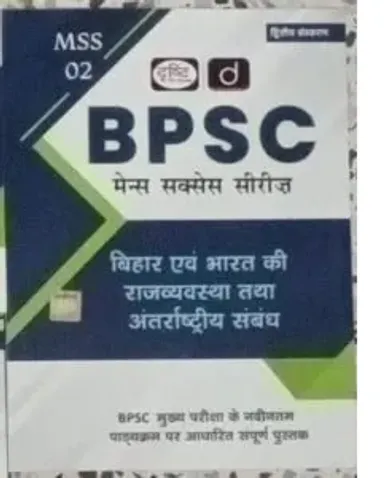 MSS
02
द्वितीय संस्करण
दृष्टि
d
BPSC
मेन्स सक्सेस सीरीज़
बिहार एवं भारत की
राजव्यवस्था तथा
अंतर्राष्ट्रीय संबंध
BPSC मुख्य परीक्षा के नवीनतम
पाठ्यक्रम पर आधारित संपूर्ण पुस्तक